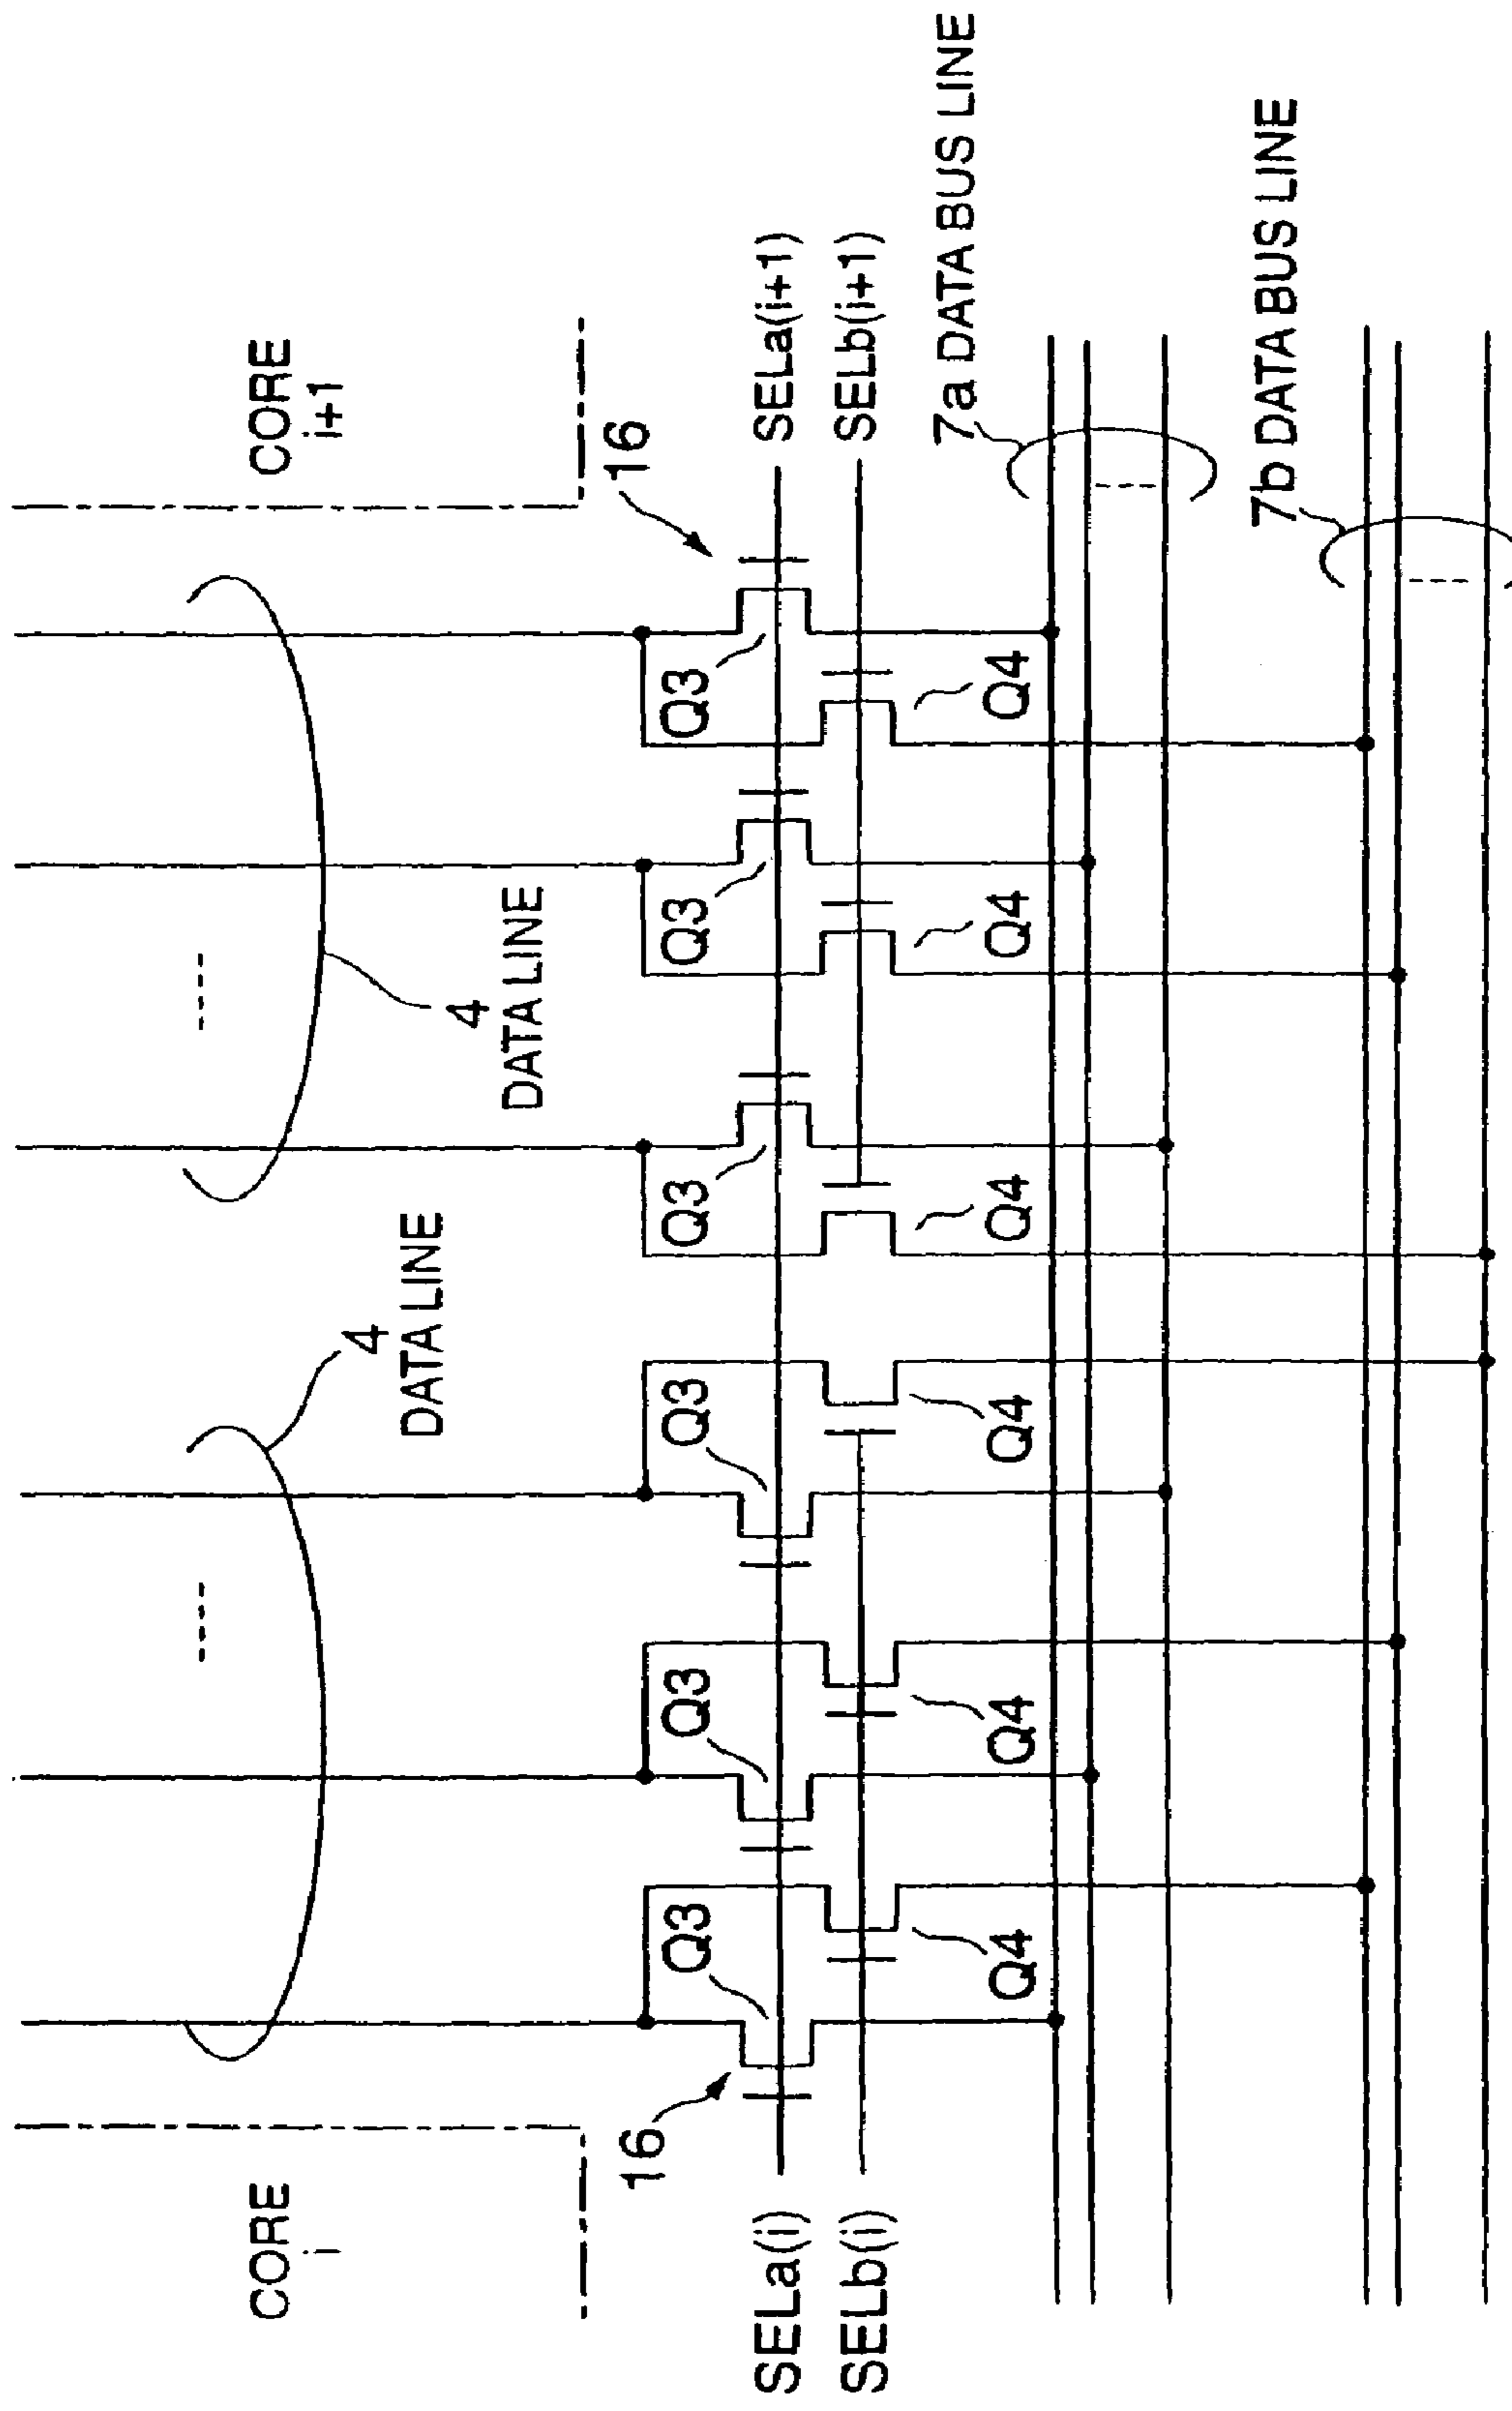 CORE
i
CORE
i+1
4
DATA LINE
4
DATA LINE
16
16
Q3
Q3
Q3
Q3
Q3
Q3
SELa(i)
SELa(i+1)
SELb(i)
SELb(i+1)
7a DATA BUS LINE
Q4
Q4
Q4
Q4
Q4
Q4
7b DATA BUS LINE